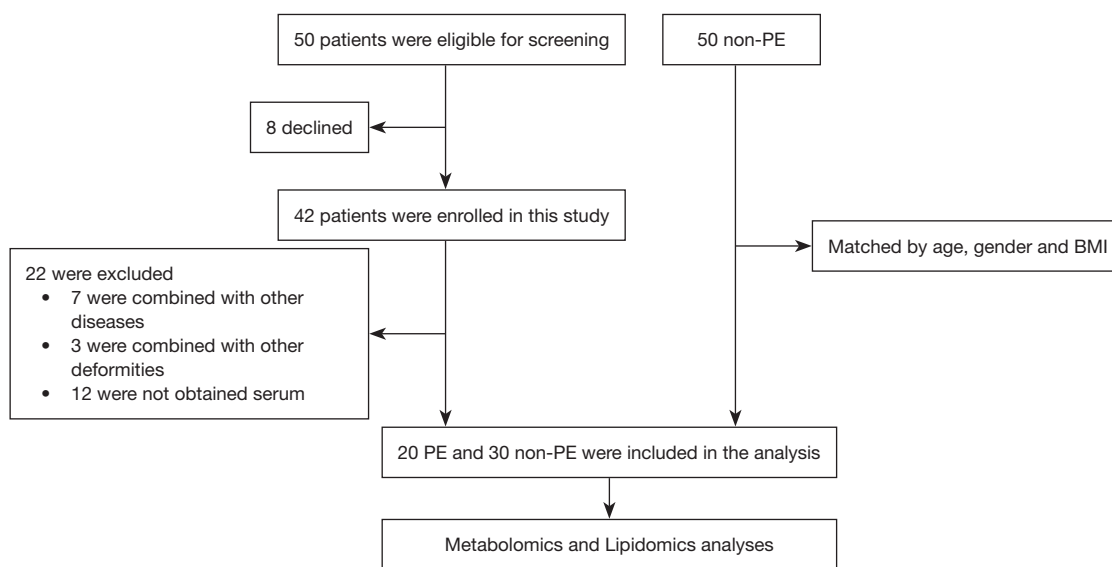 50 patients were eligible for screening
50 non-PE
8 declined
42 patients were enrolled in this study
Matched by age, gender and BMI
22 were excluded
• 7 were combined with other
diseases
• 3 were combined with other
deformities
• 12 were not obtained serum
20 PE and 30 non-PE were included in the analysis
Metabolomics and Lipidomics analyses